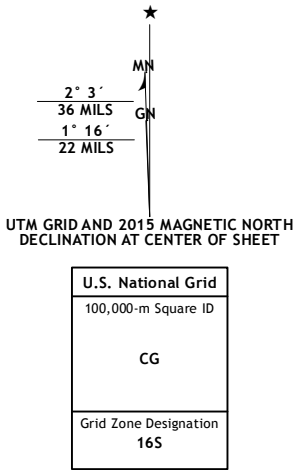 MN
2° 3´
36 MILS
GN
1° 16´
22 MILS
UTM GRID AND 2015 MAGNETIC NORTH
DECLINATION AT CENTER OF SHEET
U.S. National Grid
100,000-m Square ID
CG
Grid Zone Designation
16S